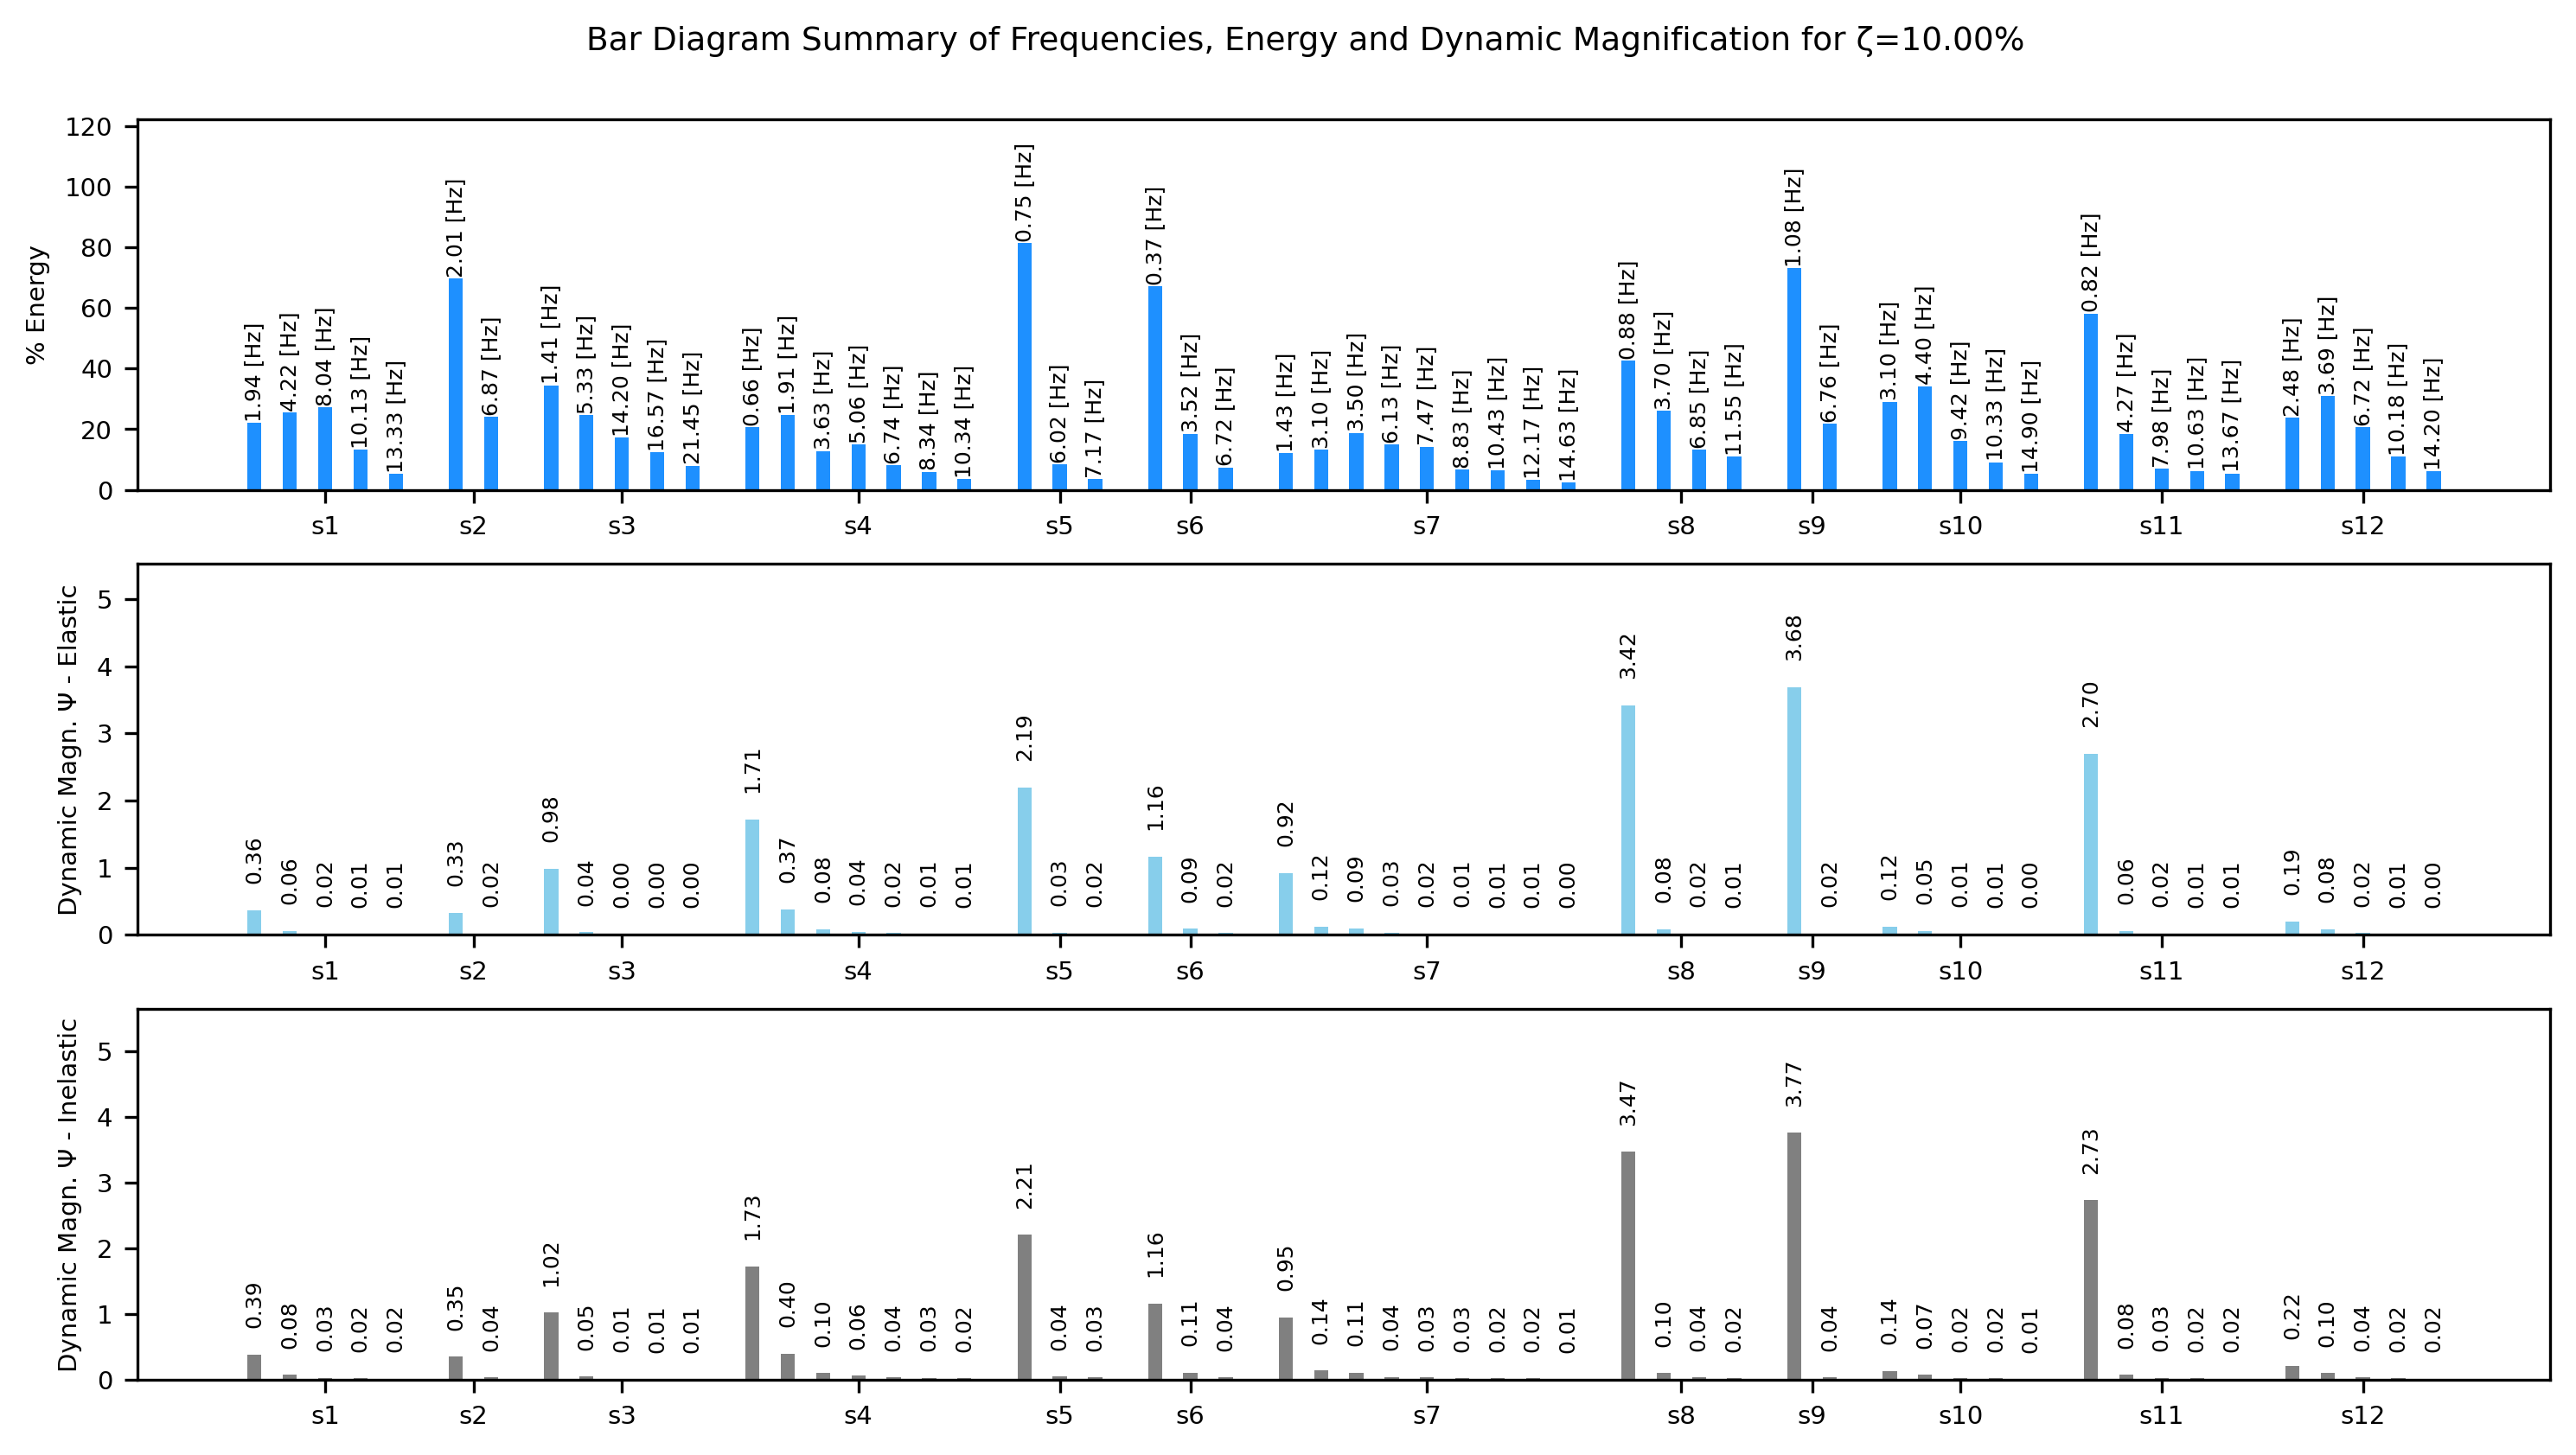 Bar Diagram Summary of Frequencies, Energy and Dynamic Magnification for ζ=10.00%
% Energy
120
100
80
60
40
20
0
1.94 [Hz]
4.22 [Hz]
8.04 [Hz]
10.13 [Hz]
13.33 [Hz]
2.01 [Hz]
6.87 [Hz]
1.41 [Hz]
5.33 [Hz]
14.20 [Hz]
16.57 [Hz]
21.45 [Hz]
0.66 [Hz]
1.91 [Hz]
3.63 [Hz]
5.06 [Hz]
6.74 [Hz]
8.34 [Hz]
10.34 [Hz]
0.75 [Hz]
6.02 [Hz]
7.17 [Hz]
0.37 [Hz]
3.52 [Hz]
6.72 [Hz]
1.43 [Hz]
3.10 [Hz]
3.50 [Hz]
6.13 [Hz]
7.47 [Hz]
8.83 [Hz]
10.43 [Hz]
12.17 [Hz]
14.63 [Hz]
0.88 [Hz]
3.70 [Hz]
6.85 [Hz]
11.55 [Hz]
1.08 [Hz]
6.76 [Hz]
3.10 [Hz]
4.40 [Hz]
9.42 [Hz]
10.33 [Hz]
14.90 [Hz]
0.82 [Hz]
4.27 [Hz]
7.98 [Hz]
10.63 [Hz]
13.67 [Hz]
2.48 [Hz]
3.69 [Hz]
6.72 [Hz]
10.18 [Hz]
14.20 [Hz]
s1 s2 s3 s4 s5 s6 s7 s8 s9 s10 s11 s12
Dynamic Magn. Ψ - Elastic
5
4
3
2
1
0
0.36
0.06
0.02
0.01
0.01
0.33
0.02
0.98
0.04
0.00
0.00
0.00
1.71
0.37
0.08
0.04
0.02
0.01
0.01
2.19
0.03
0.02
1.16
0.09
0.02
0.92
0.12
0.09
0.03
0.02
0.01
0.01
0.01
0.00
3.42
0.08
0.02
0.01
3.68
0.02
0.12
0.05
0.01
0.01
0.00
2.70
0.06
0.02
0.01
0.01
0.19
0.08
0.02
0.01
0.00
s1 s2 s3 s4 s5 s6 s7 s8 s9 s10 s11 s12
Dynamic Magn. Ψ - Inelastic
5
4
3
2
1
0
0.39
0.08
0.03
0.02
0.02
0.35
0.04
1.02
0.05
0.01
0.01
0.01
1.73
0.40
0.10
0.06
0.04
0.03
0.02
2.21
0.04
0.03
1.16
0.11
0.04
0.95
0.14
0.11
0.04
0.03
0.03
0.02
0.02
0.01
3.47
0.10
0.04
0.02
3.77
0.04
0.14
0.07
0.02
0.02
0.01
2.73
0.08
0.03
0.02
0.02
0.22
0.10
0.04
0.02
0.02
s1 s2 s3 s4 s5 s6 s7 s8 s9 s10 s11 s12